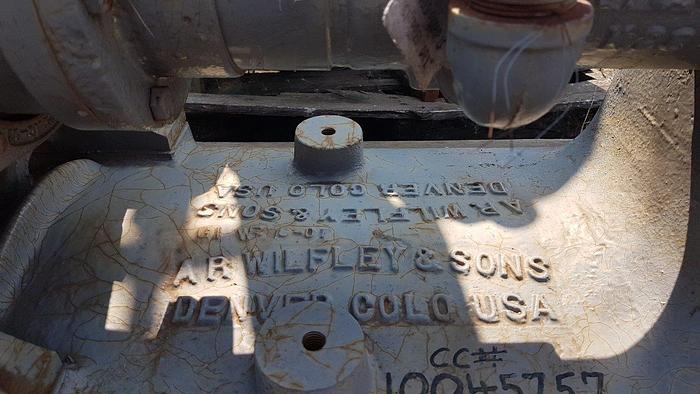 A.R. WILFLEY & SONS
DENVER COLO USA
A.R. WILFLEY & SONS
DENVER COLO USA
CC#
10045757